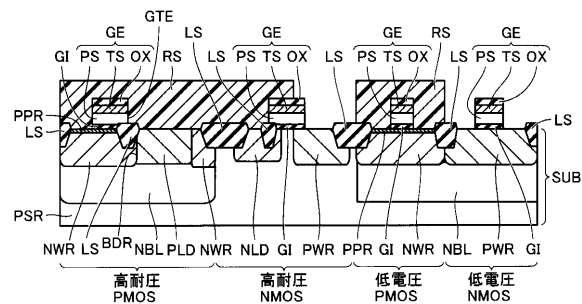 GTE
GE LS GE GE RS GE
GI PS TS OX RS LS PS TS OX LS PS TS OX LS PS TS OX
PPR
LS LS
SUB
PSR
NWR LS BDR NBL PLD NWR NLD GI PWR PPR GI NWR NBL PWR GI
高耐圧 高耐圧 低電圧 低電圧
PMOS NMOS PMOS NMOS